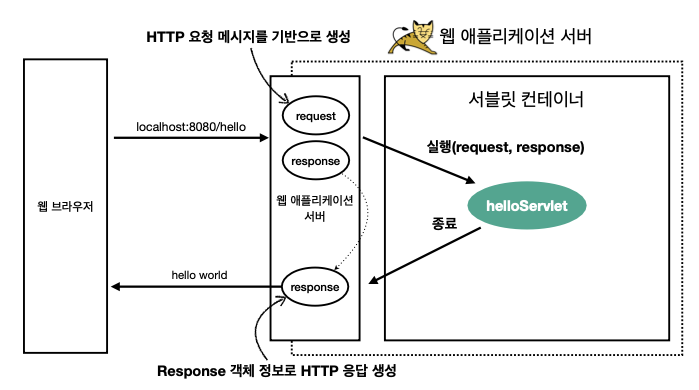 HTTP 요청 메시지를 기반으로 생성
웹 애플리케이션 서버
서블릿 컨테이너
request
localhost:8080/hello
실행(request, response)
response
웹 애플리케이션
서버
웹 브라우저
helloServlet
종료
hello world
response
Response 객체 정보로 HTTP 응답 생성